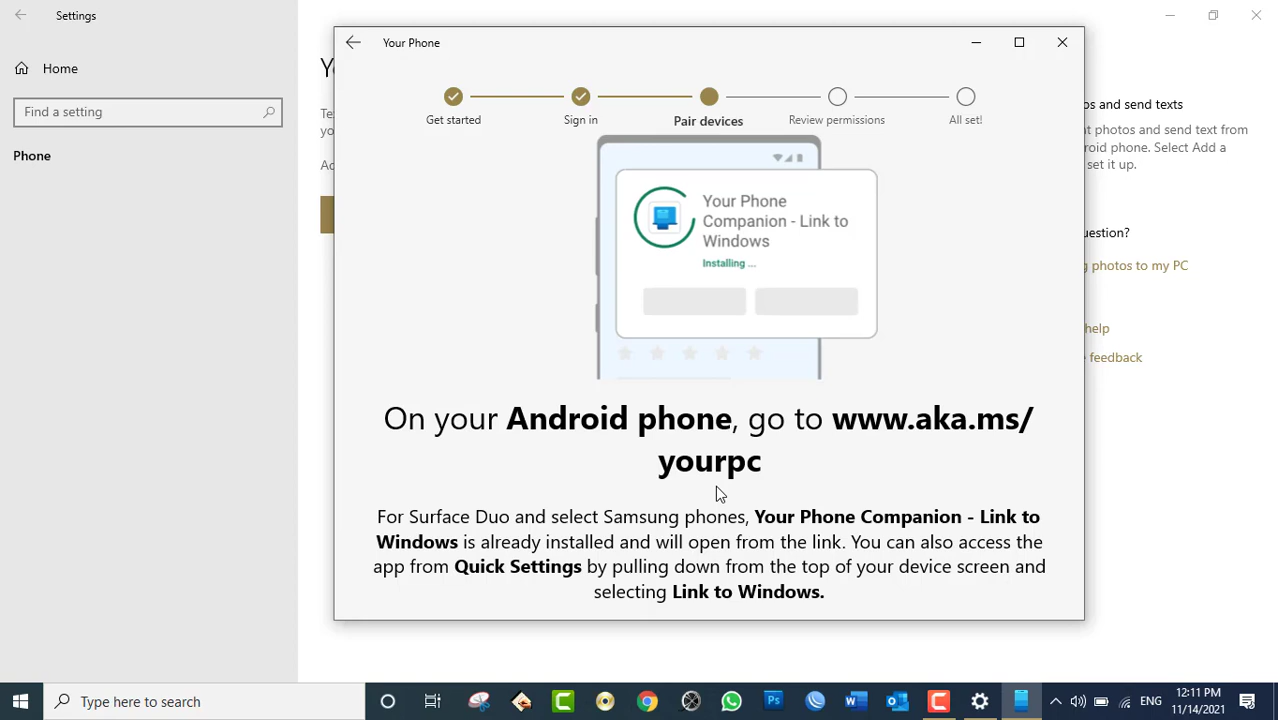 Settings
Home
Find a setting
Phone
Your Phone
Get started
Sign in
Pair devices
Review permissions
All set!
Your Phone
Companion - Link to
Windows
Installing ...
On your Android phone, go to www.aka.ms/
yourpc
For Surface Duo and select Samsung phones, Your Phone Companion - Link to
Windows is already installed and will open from the link. You can also access the
app from Quick Settings by pulling down from the top of your device screen and
selecting Link to Windows.
and send texts
photos and send text from
phone. Select Add a
set it up.
photos to my PC
help
feedback
Type here to search
Ps
ENG
12:11 PM
11/14/2021